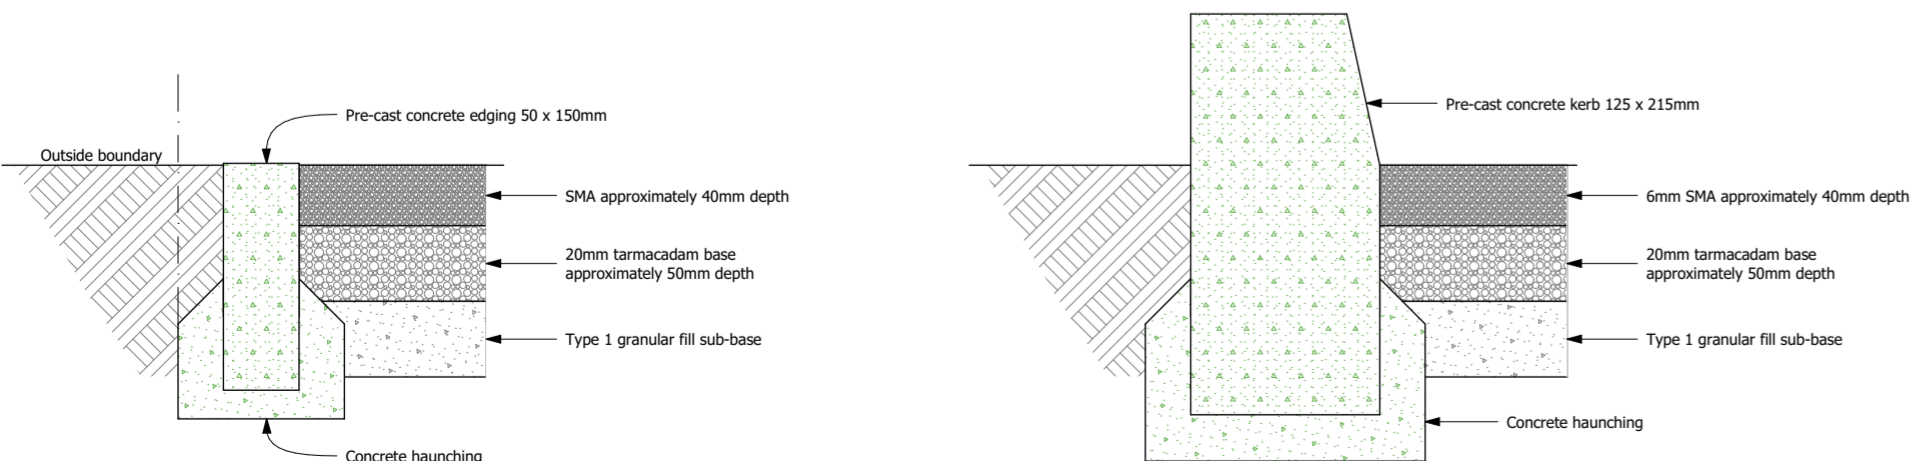 Pre-cast concrete edging 50 x 150mm
Outside boundary
SMA approximately 40mm depth
20mm tarmacadam base
approximately 50mm depth
Type 1 granular fill sub-base
Concrete haunching
Pre-cast concrete kerb 125 x 215mm
6mm SMA approximately 40mm depth
20mm tarmacadam base
approximately 50mm depth
Type 1 granular fill sub-base
Concrete haunching